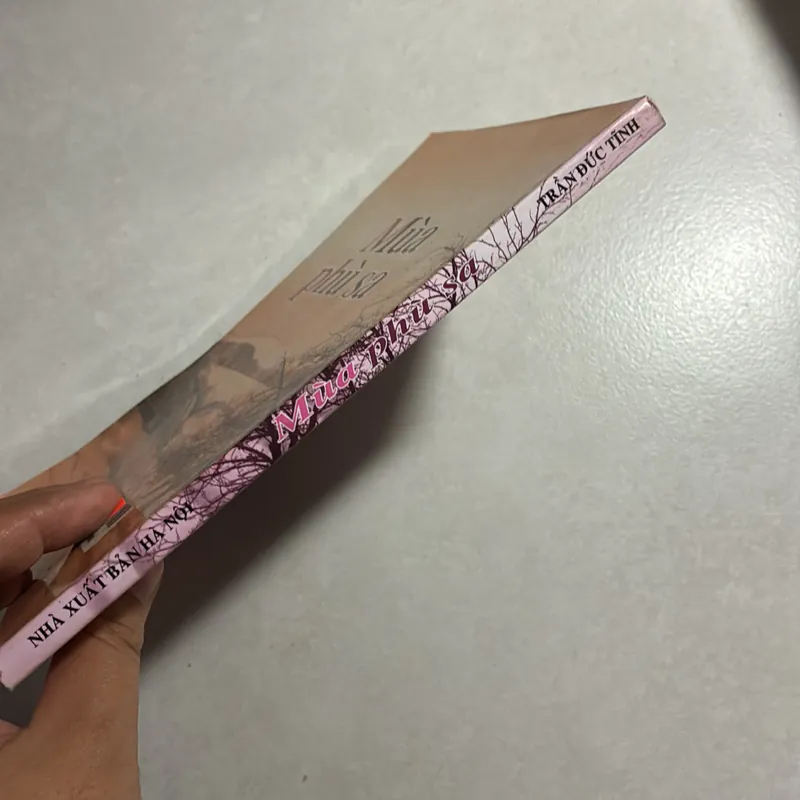 Mùa
phù sa
NHÀ XUẤT BẢN HÀ NỘI
Mùa phù sa
TRẦN ĐỨC TĨNH